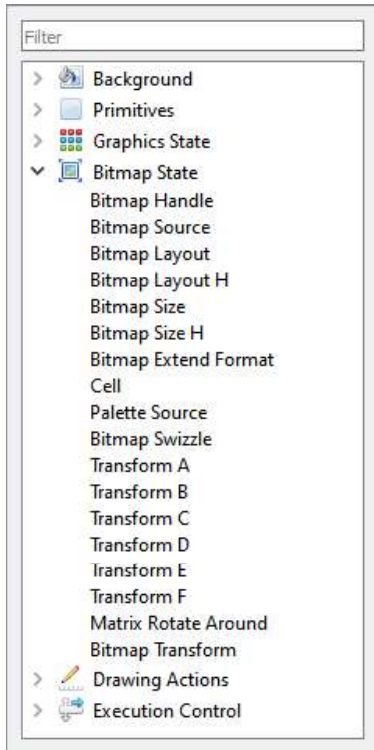 Filter
Background
Primitives
Graphics State
Bitmap State
Bitmap Handle
Bitmap Source
Bitmap Layout
Bitmap Layout H
Bitmap Size
Bitmap Size H
Bitmap Extend Format
Cell
Palette Source
Bitmap Swizzle
Transform A
Transform B
Transform C
Transform D
Transform E
Transform F
Matrix Rotate Around
Bitmap Transform
Drawing Actions
Execution Control